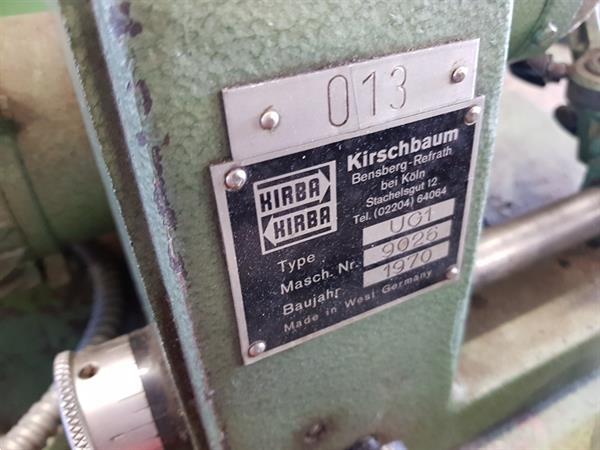 013
Kirschbaum
Bensberg-Refrath
bei Köln
Stachelsgut 12
Tel. (02204) 64064
KIRBA
KIRBA
Type UG1
Masch. Nr. 9026
Baujahr 1970
Made in West Germany